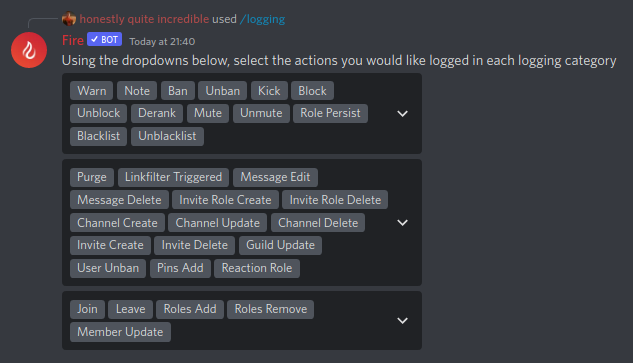 honestly quite incredible used /logging
Fire ✓ BOT Today at 21:40
Using the dropdowns below, select the actions you would like logged in each logging category
Warn Note Ban Unban Kick Block
Unblock Derank Mute Unmute Role Persist
Blacklist Unblacklist
Purge Linkfilter Triggered Message Edit
Message Delete Invite Role Create Invite Role Delete
Channel Create Channel Update Channel Delete
Invite Create Invite Delete Guild Update
User Unban Pins Add Reaction Role
Join Leave Roles Add Roles Remove
Member Update